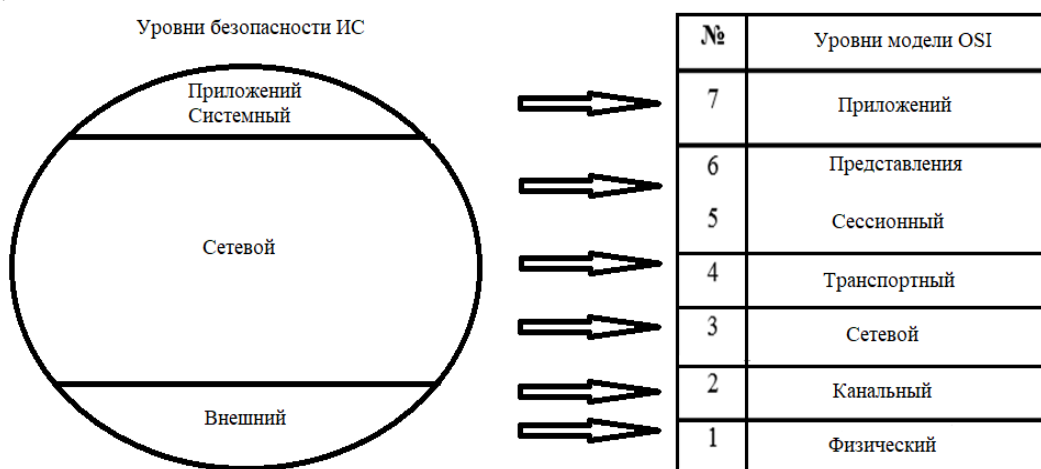 Уровни безопасности ИС
Приложений
Системный
Сетевой
Внешний
№ Уровни модели OSI
7 Приложений
6 Представления
5 Сессионный
4 Транспортный
3 Сетевой
2 Канальный
1 Физический